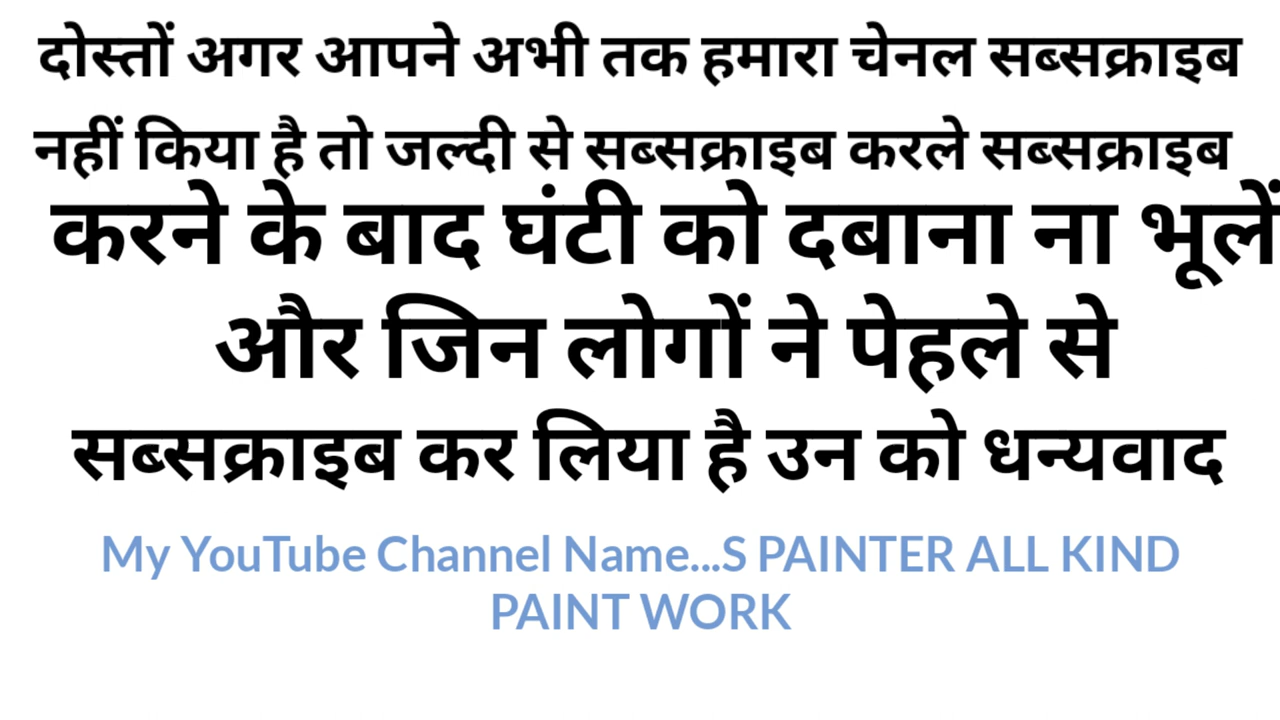 दोस्तों अगर आपने अभी तक हमारा चेनल सब्सक्राइब
नहीं किया है तो जल्दी से सब्सक्राइब करले सब्सक्राइब
करने के बाद घंटी को दबाना ना भूलें
और जिन लोगों ने पेहले से
सब्सक्राइब कर लिया है उन को धन्यवाद
My YouTube Channel Name...S PAINTER ALL KIND
PAINT WORK